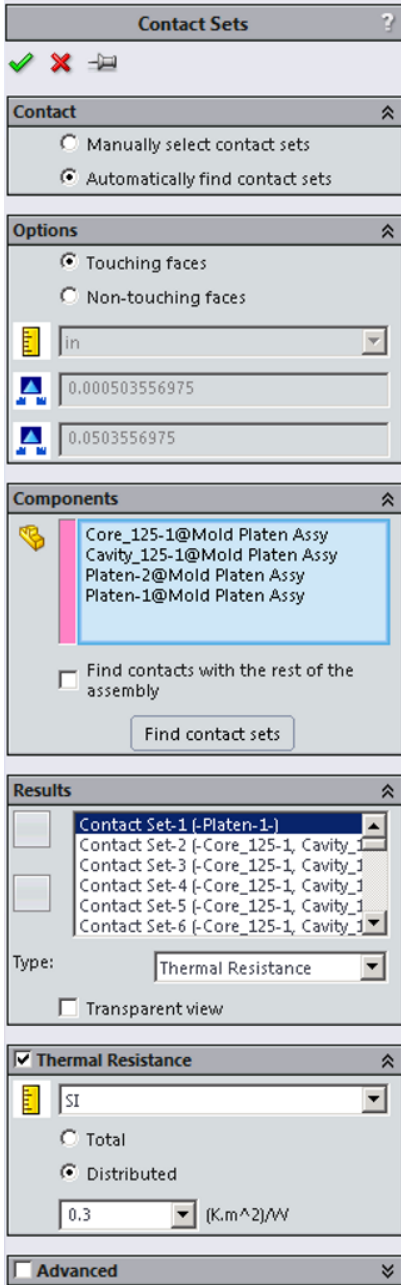 Contact Sets
?
Contact
Manually select contact sets
Automatically find contact sets
Options
Touching faces
Non-touching faces
in
0.000503556975
0.0503556975
Components
Core_125-1@Mold Platen Assy
Cavity_125-1@Mold Platen Assy
Platen-2@Mold Platen Assy
Platen-1@Mold Platen Assy
Find contacts with the rest of the
assembly
Find contact sets
Results
Contact Set-1 (-Platen-1-)
Contact Set-2 (-Core_125-1, Cavity_1
Contact Set-3 (-Core_125-1, Cavity_1
Contact Set-4 (-Core_125-1, Cavity_1
Contact Set-5 (-Core_125-1, Cavity_1
Contact Set-6 (-Core_125-1, Cavity_1
Type:
Thermal Resistance
Transparent view
Thermal Resistance
SI
Total
Distributed
0.3 (K.m^2)/W
Advanced